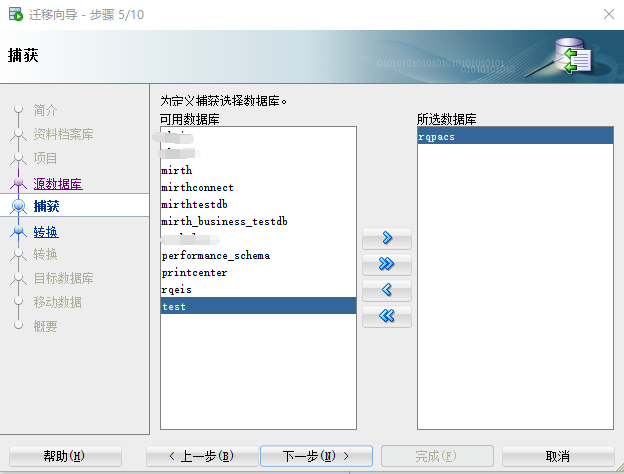 迁移向导 - 步骤 5/10
捕获
简介
资料档案库
项目
源数据库
捕获
转换
转换
目标数据库
移动数据
概要
为定义捕获选择数据库。
可用数据库
mirth
mirthconnect
mirthtestdb
mirth_business_testdb
performance_schema
printcenter
rqeis
test
所选数据库
rqpacs
帮助(H)
< 上一步(B)
下一步(N) >
完成(F)
取消